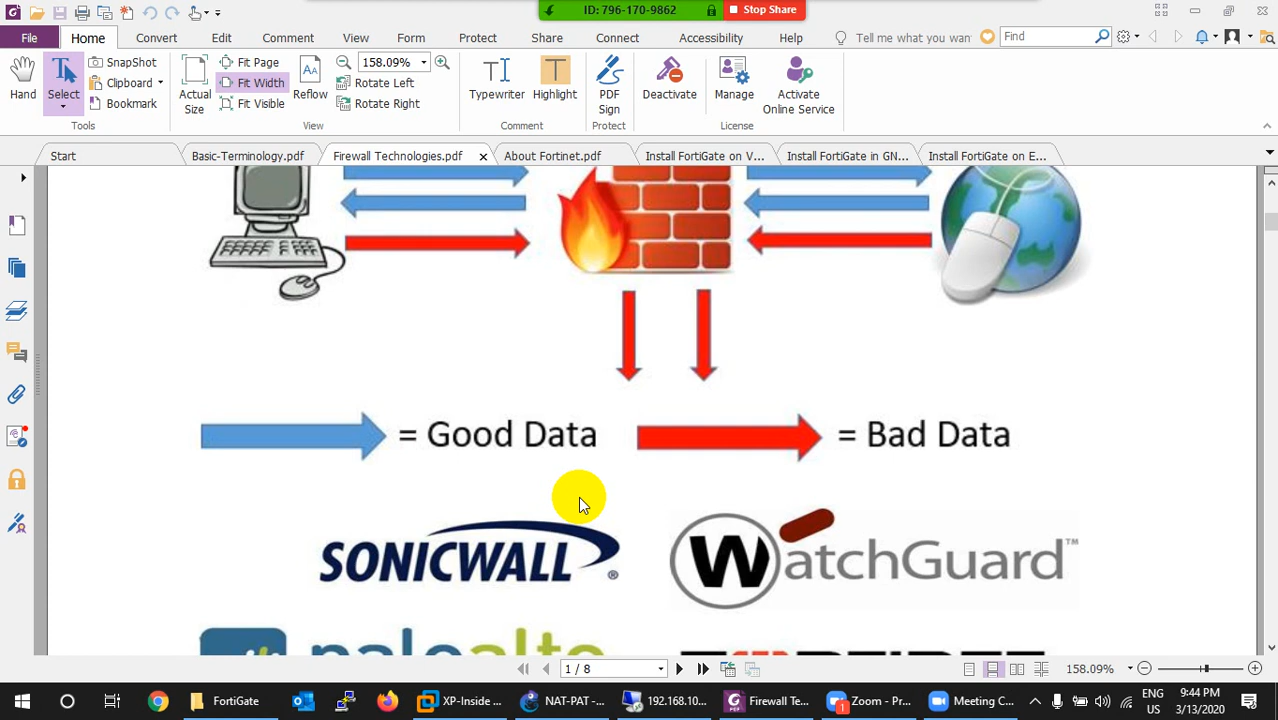 ID: 796-170-9862
Stop Share
File
Home
Convert
Edit
Comment
View
Form
Protect
Share
Connect
Accessibility
Help
Tell me what you want
Find
Hand
Select
SnapShot
Clipboard
Bookmark
Tools
Actual
Size
Fit Page
Fit Width
Fit Visible
Reflow
158.09%
Rotate Left
Rotate Right
View
Typewriter
Highlight
Comment
PDF
Sign
Protect
Deactivate
Manage
Activate
Online Service
License
Start
Basic-Terminology.pdf
Firewall Technologies.pdf
About Fortinet.pdf
Install FortiGate on V...
Install FortiGate in GN...
Install FortiGate on E...
= Good Data
= Bad Data
SONICWALL®
WatchGuard™
paloalto
1 / 8
158.09%
FortiGate
XP-Inside ...
NAT-PAT -...
192.168.10...
Firewall Te...
1
Zoom - Pr...
Meeting C...
ENG
US
9:44 PM
3/13/2020